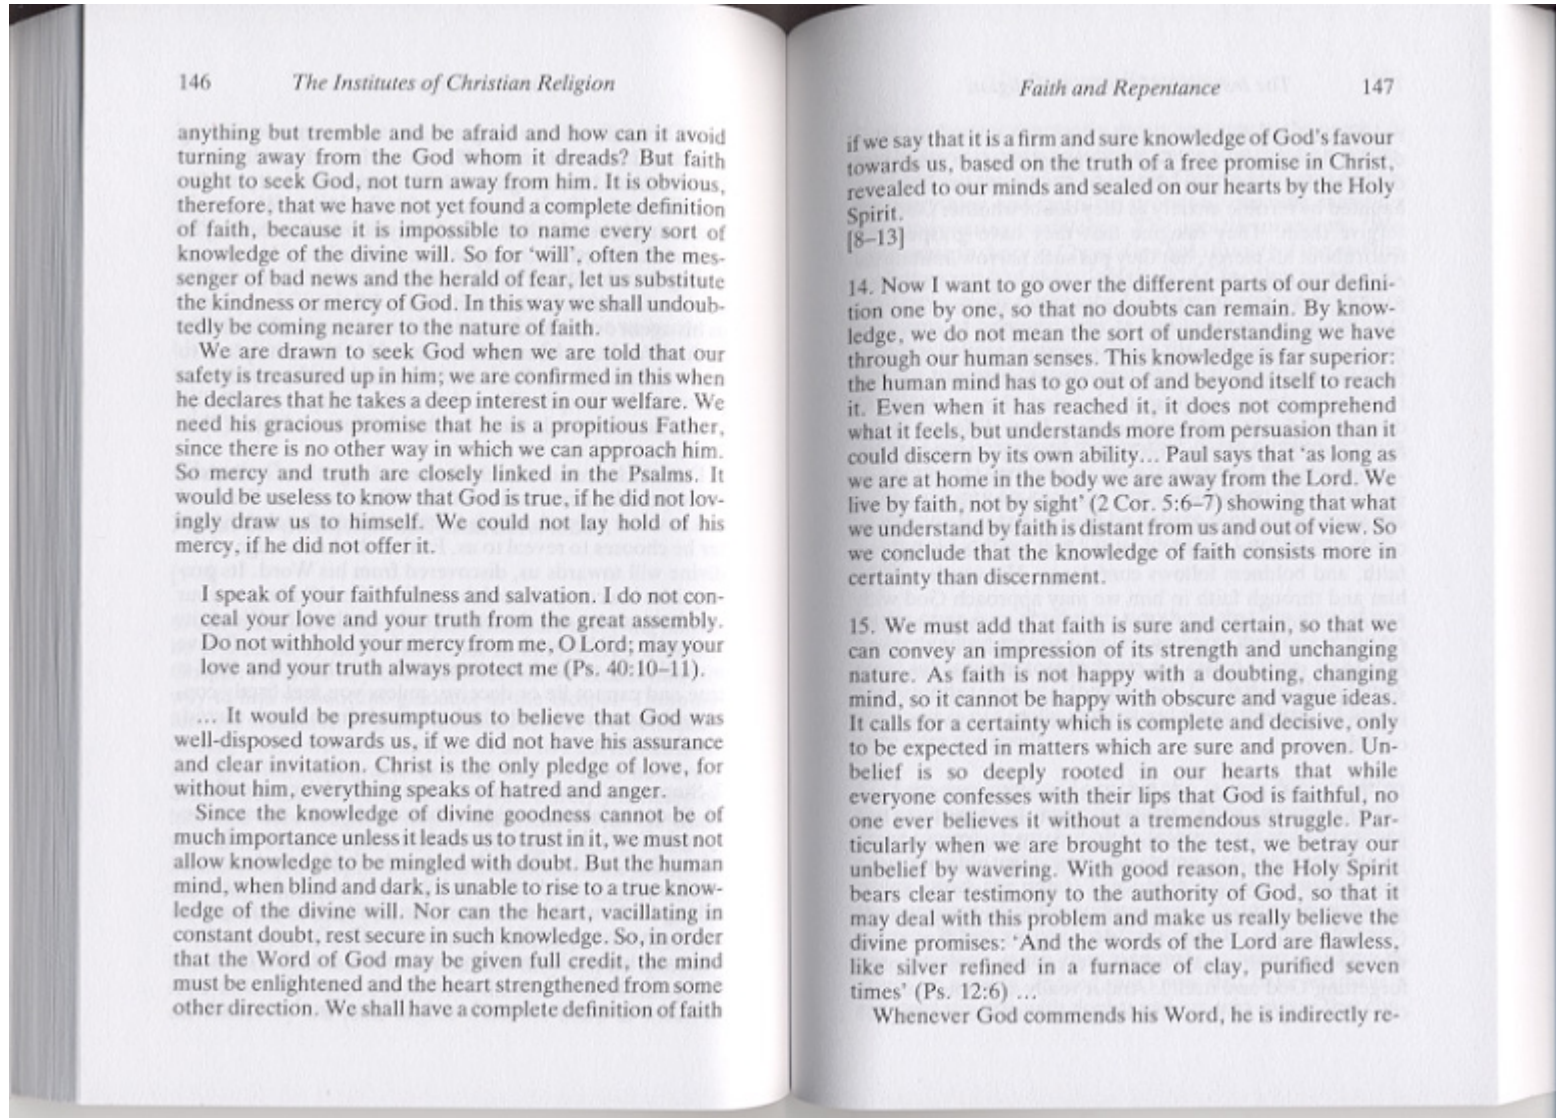 146 The Institutes of Christian Religion
anything but tremble and be afraid and how can it avoid
turning away from the God whom it dreads? But faith
ought to seek God, not turn away from him. It is obvious,
therefore, that we have not yet found a complete definition
of faith, because it is impossible to name every sort of
knowledge of the divine will. So for ‘will’, often the mes-
senger of bad news and the herald of fear, let us substitute
the kindness or mercy of God. In this way we shall undoub-
tedly be coming nearer to the nature of faith.
We are drawn to seek God when we are told that our
safety is treasured up in him; we are confirmed in this when
he declares that he takes a deep interest in our welfare. We
need his gracious promise that he is a propitious Father,
since there is no other way in which we can approach him.
So mercy and truth are closely linked in the Psalms. It
would be useless to know that God is true, if he did not lov-
ingly draw us to himself. We could not lay hold of his
mercy, if he did not offer it.
I speak of your faithfulness and salvation. I do not con-
ceal your love and your truth from the great assembly.
Do not withhold your mercy from me, O Lord; may your
love and your truth always protect me (Ps. 40:10–11).
... It would be presumptuous to believe that God was
well-disposed towards us, if we did not have his assurance
and clear invitation. Christ is the only pledge of love, for
without him, everything speaks of hatred and anger.
Since the knowledge of divine goodness cannot be of
much importance unless it leads us to trust in it, we must not
allow knowledge to be mingled with doubt. But the human
mind, when blind and dark, is unable to rise to a true know-
ledge of the divine will. Nor can the heart, vacillating in
constant doubt, rest secure in such knowledge. So, in order
that the Word of God may be given full credit, the mind
must be enlightened and the heart strengthened from some
other direction. We shall have a complete definition of faith
Faith and Repentance 147
if we say that it is a firm and sure knowledge of God's favour
towards us, based on the truth of a free promise in Christ,
revealed to our minds and sealed on our hearts by the Holy
Spirit.
[8–13]
14. Now I want to go over the different parts of our defini-
tion one by one, so that no doubts can remain. By know-
ledge, we do not mean the sort of understanding we have
through our human senses. This knowledge is far superior:
the human mind has to go out of and beyond itself to reach
it. Even when it has reached it, it does not comprehend
what it feels, but understands more from persuasion than it
could discern by its own ability... Paul says that ‘as long as
we are at home in the body we are away from the Lord. We
live by faith, not by sight’ (2 Cor. 5:6–7) showing that what
we understand by faith is distant from us and out of view. So
we conclude that the knowledge of faith consists more in
certainty than discernment.
15. We must add that faith is sure and certain, so that we
can convey an impression of its strength and unchanging
nature. As faith is not happy with a doubting, changing
mind, so it cannot be happy with obscure and vague ideas.
It calls for a certainty which is complete and decisive, only
to be expected in matters which are sure and proven. Un-
belief is so deeply rooted in our hearts that while
everyone confesses with their lips that God is faithful, no
one ever believes it without a tremendous struggle. Par-
ticularly when we are brought to the test, we betray our
unbelief by wavering. With good reason, the Holy Spirit
bears clear testimony to the authority of God, so that it
may deal with this problem and make us really believe the
divine promises: ‘And the words of the Lord are flawless,
like silver refined in a furnace of clay, purified seven
times’ (Ps. 12:6) ...
Whenever God commends his Word, he is indirectly re-